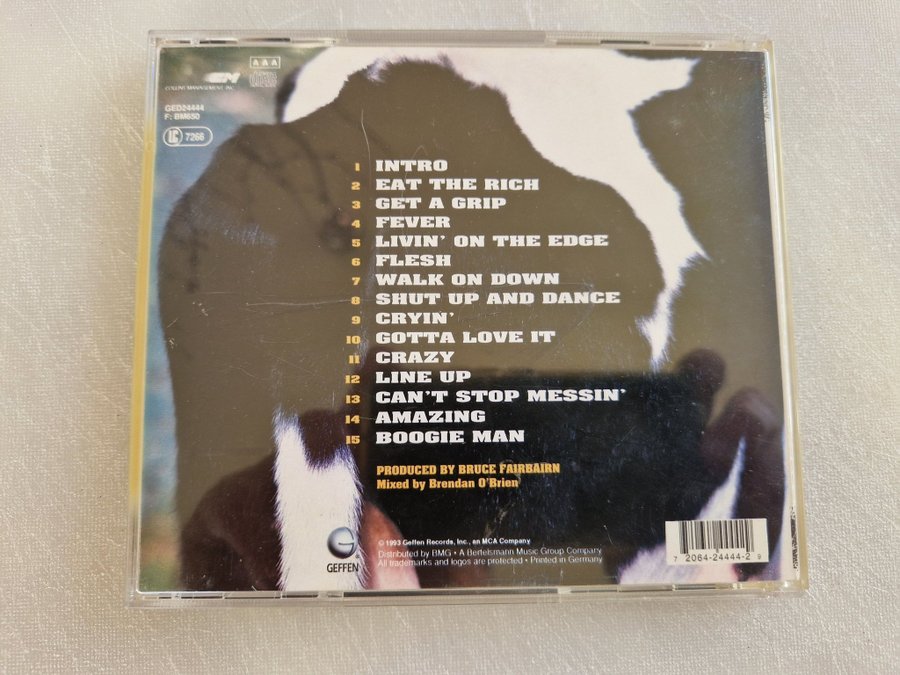 COLLINS MANAGEMENT, INC.
AAA
GED24444
F: BM650
LC 7266
1 INTRO
2 EAT THE RICH
3 GET A GRIP
4 FEVER
5 LIVIN' ON THE EDGE
6 FLESH
7 WALK ON DOWN
8 SHUT UP AND DANCE
9 CRYIN'
10 GOTTA LOVE IT
11 CRAZY
12 LINE UP
13 CAN'T STOP MESSIN'
14 AMAZING
15 BOOGIE MAN
PRODUCED BY BRUCE FAIRBAIRN
Mixed by Brendan O'Brien
GEFFEN
© 1993 Geffen Records, Inc., an MCA Company
Distributed by BMG • A Bertelsmann Music Group Company
All trademarks and logos are protected • Printed in Germany
7 2064-24444-2 9